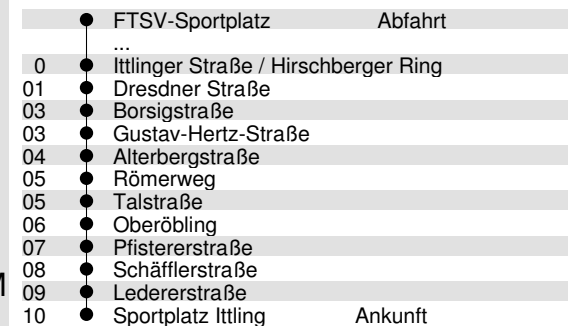 FTSV-Sportplatz Abfahrt
...
0 Ittlinger Straße / Hirschberger Ring
01 Dresdner Straße
03 Borsigstraße
03 Gustav-Hertz-Straße
04 Alterbergstraße
05 Römerweg
05 Talstraße
06 Oberöbling
07 Pfistererstraße
08 Schäfflerstraße
09 Ledererstraße
10 Sportplatz Ittling Ankunft